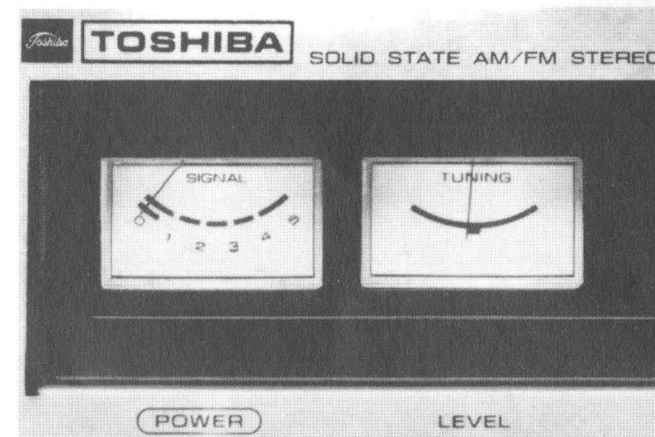 Toshiba TOSHIBA SOLID STATE AM/FM STEREO
SIGNAL
0 1 2 3 4 5
TUNING
POWER LEVEL